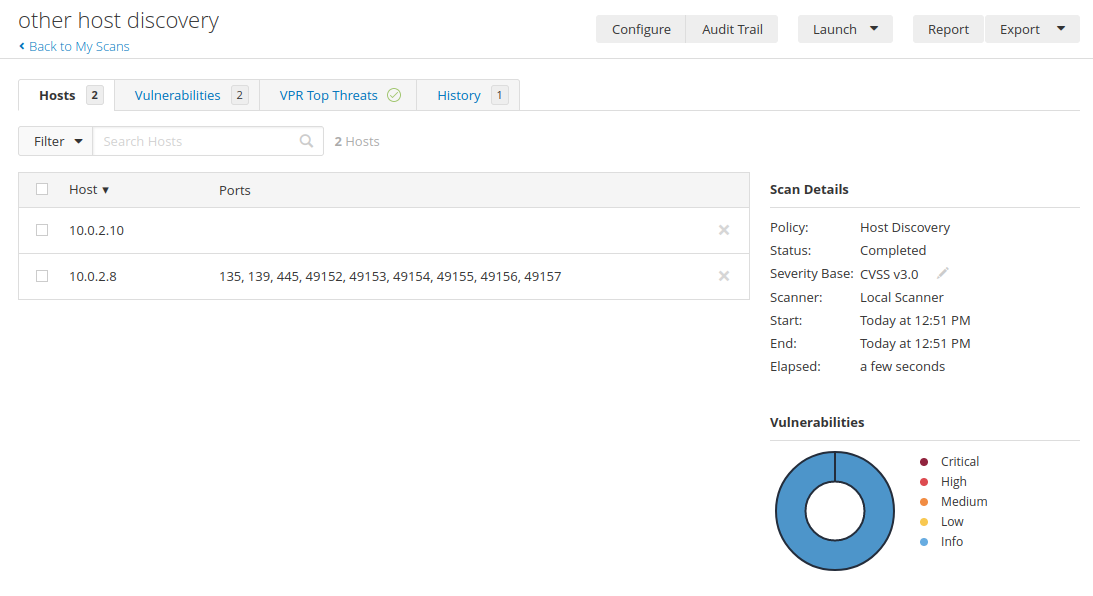 other host discovery
Back to My Scans
Configure Audit Trail Launch Report Export
Hosts 2 Vulnerabilities 2 VPR Top Threats History 1
Filter Search Hosts 2 Hosts
Host Ports
10.0.2.10
10.0.2.8 135, 139, 445, 49152, 49153, 49154, 49155, 49156, 49157
Scan Details
Policy: Host Discovery
Status: Completed
Severity Base: CVSS v3.0
Scanner: Local Scanner
Start: Today at 12:51 PM
End: Today at 12:51 PM
Elapsed: a few seconds
Vulnerabilities
Critical
High
Medium
Low
Info